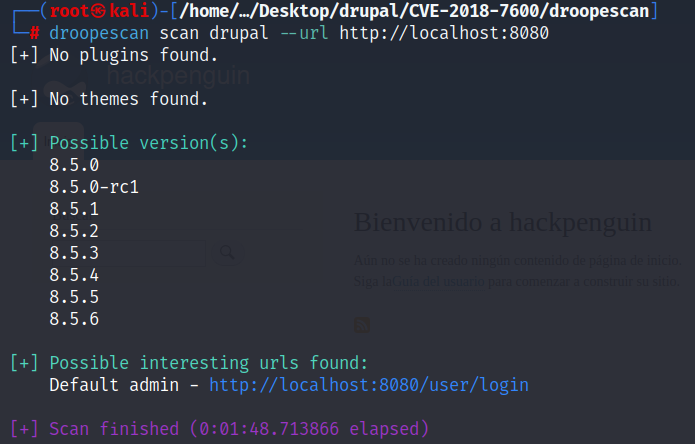 ┌──(root㉿kali)-[/home/…/Desktop/drupal/CVE-2018-7600/droopescan]
└─# droopescan scan drupal --url http://localhost:8080
[+] No plugins found.
hackpenguin
[+] No themes found.
[+] Possible version(s):
8.5.0
8.5.0-rc1
8.5.1
8.5.2
8.5.3
8.5.4
8.5.5
8.5.6
Bienvenido a hackpenguin
Aún no se ha creado ningún contenido de página de inicio.
Siga la para comenzar a construir su sitio.
[+] Possible interesting urls found:
Default admin - http://localhost:8080/user/login
[+] Scan finished (0:01:48.713866 elapsed)